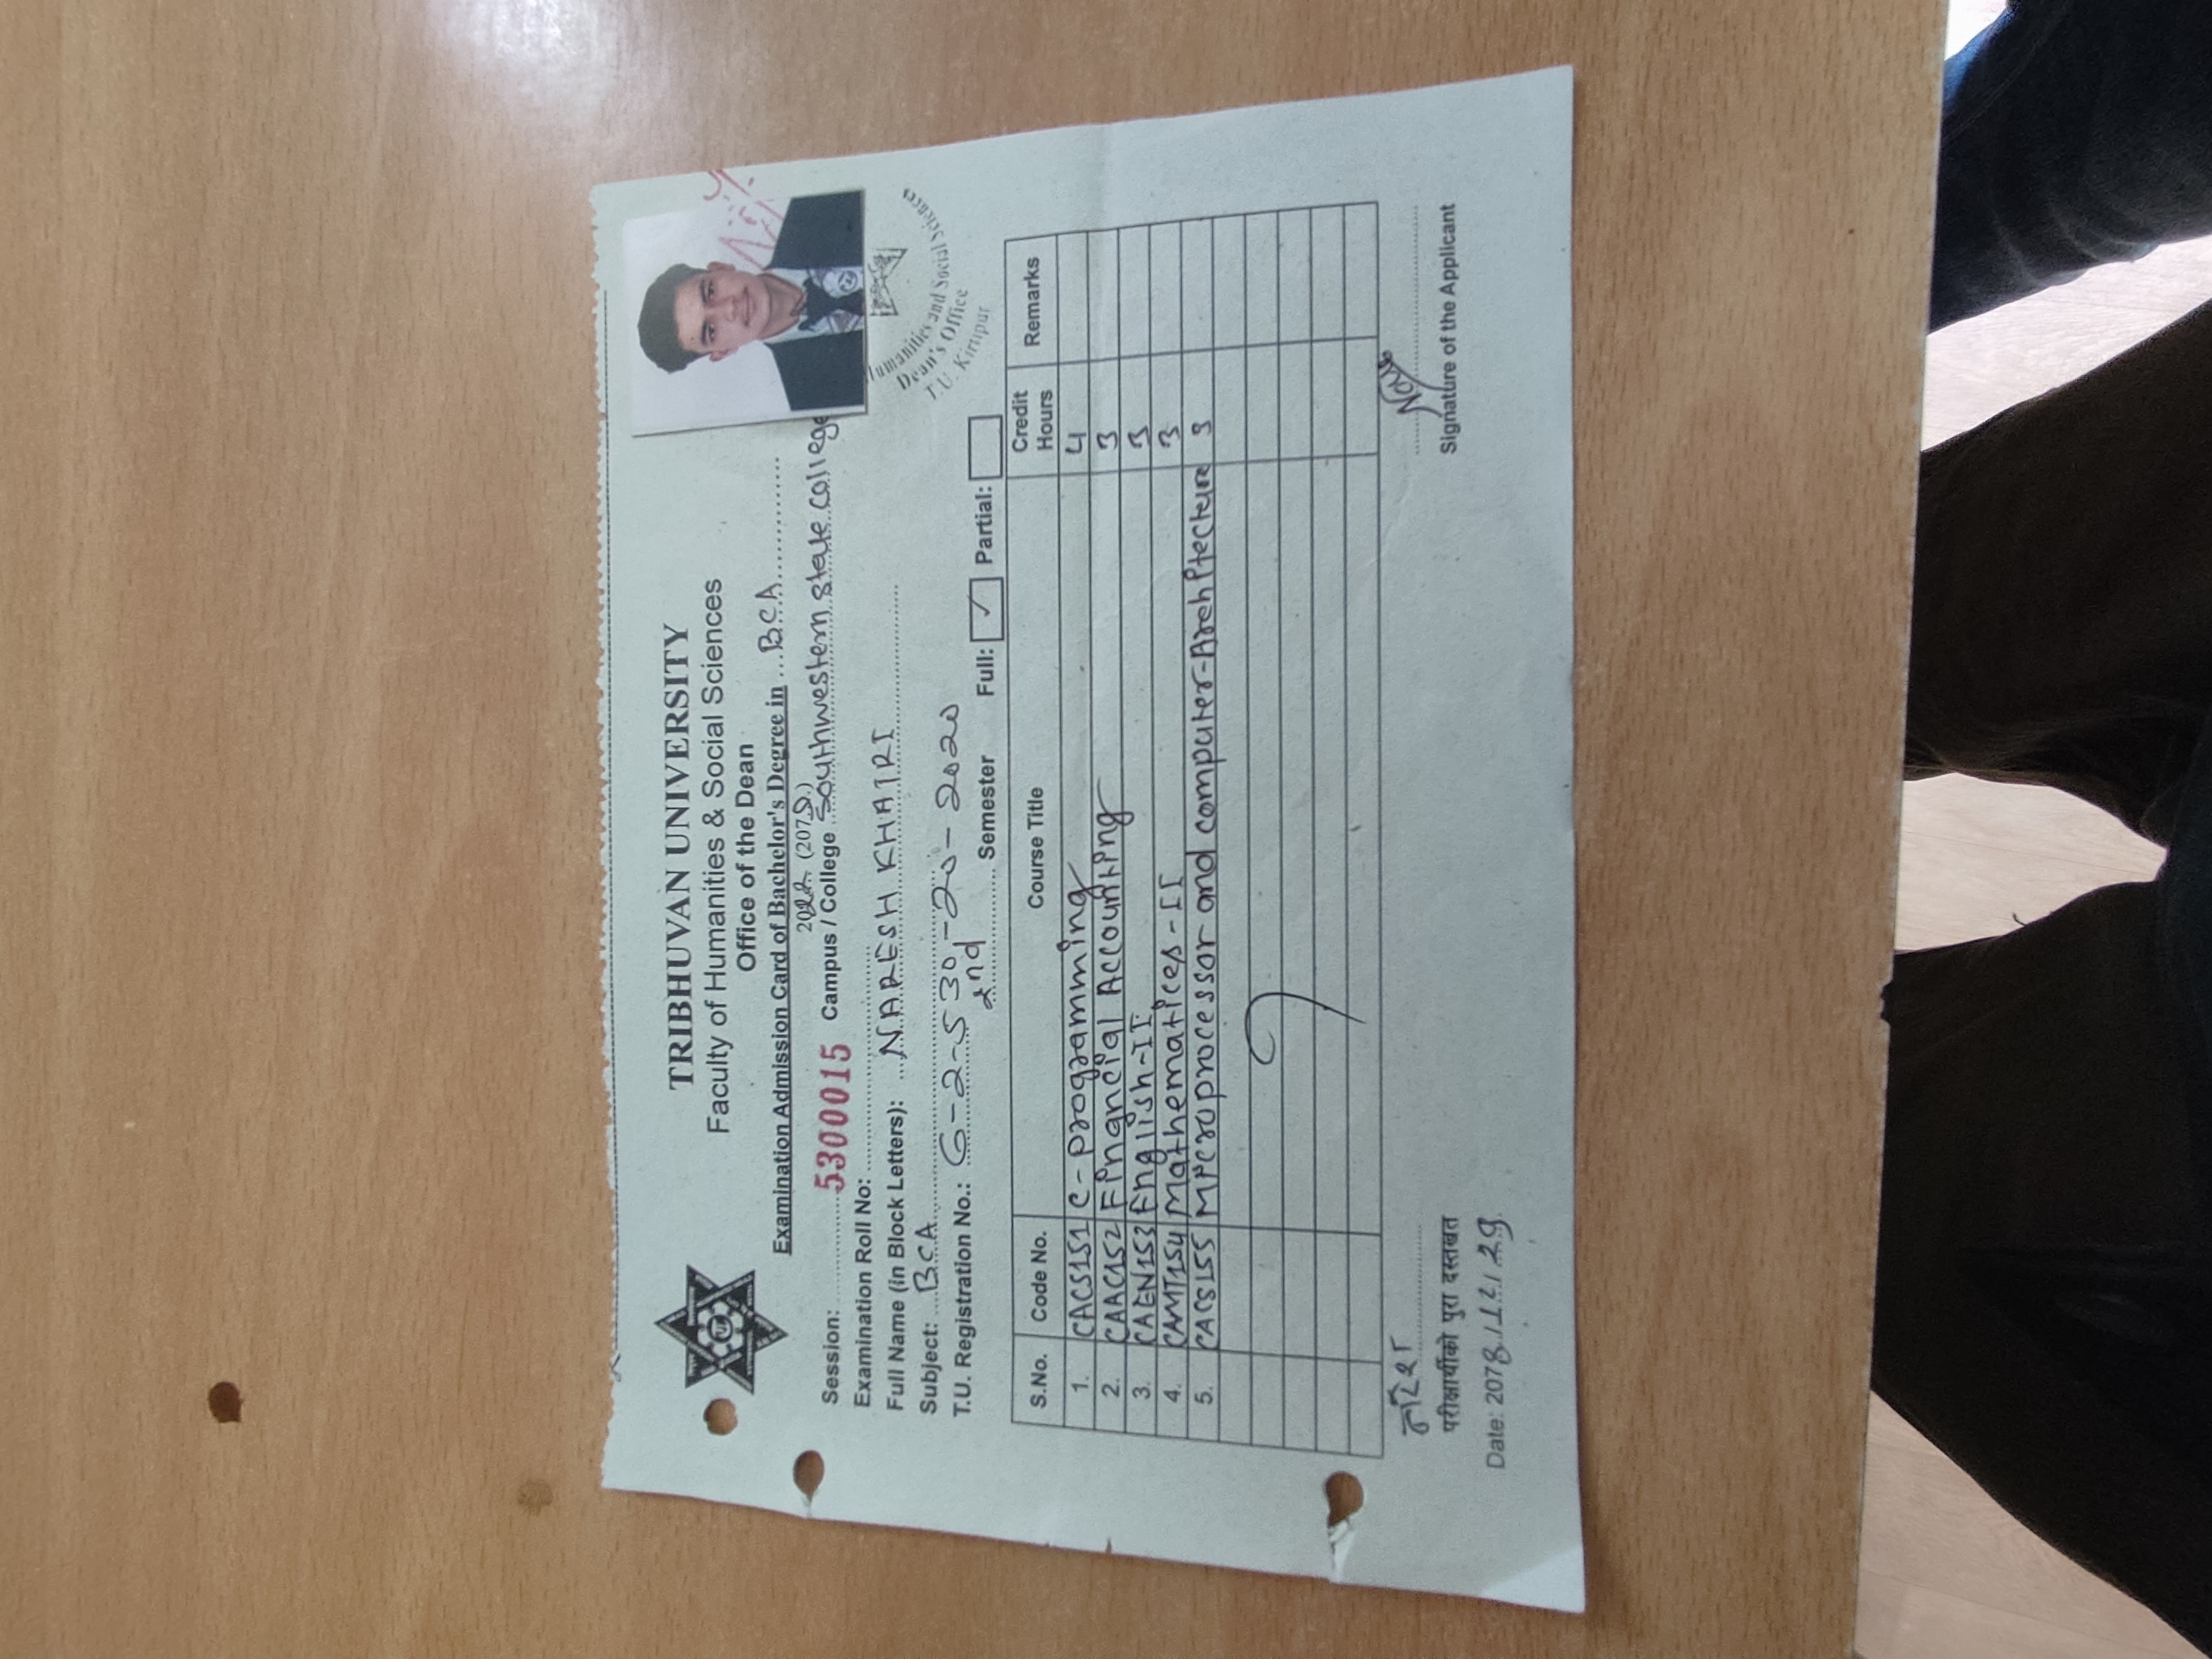 TRIBHUVAN UNIVERSITY
Faculty of Humanities & Social Sciences
Office of the Dean
Examination Admission Card of Bachelor's Degree in ...B.C.A...........
Session: 5300015 Campus / College Southwestern state college
Examination Roll No:
Full Name (in Block Letters): NARESH KHATRI
Subject: B.C.A
T.U. Registration No.: 6-2-530-20-2020
2nd Semester Full: ✓ Partial:
Humanities and Social Sciences
Dean's Office
T.U. Kirtipur
S.No. Code No. Course Title Credit Hours Remarks
1. CACS151 C-programming 4
2. CAAC152 Financial Accounting 3
3. CAEN153 English-II 3
4. CAMT154 Mathematices-II 3
5. CACS155 Microprocessor and computer-Architecture 3
परीक्षार्थीको पुरा दस्तखत
Signature of the Applicant
Date: 2078/12/29